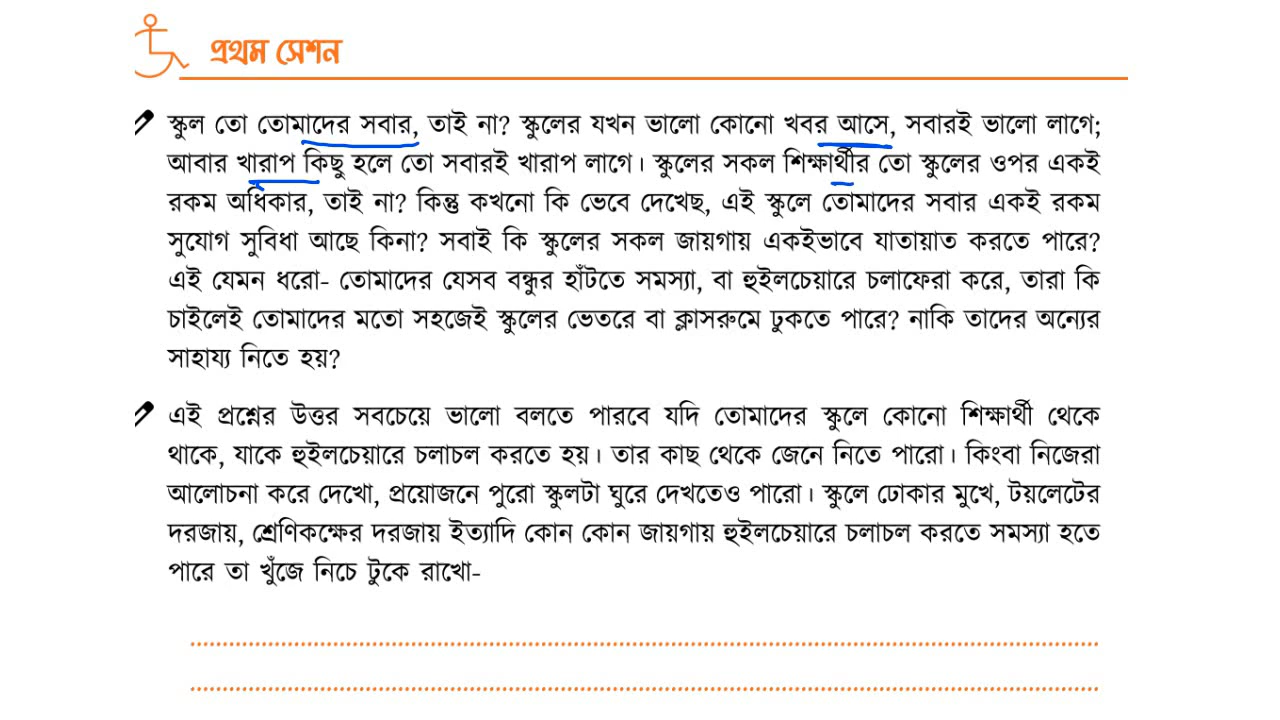 প্রথম সেশন
স্কুল তো তোমাদের সবার, তাই না? স্কুলের যখন ভালো কোনো খবর আসে, সবারই ভালো লাগে;
আবার খারাপ কিছু হলে তো সবারই খারাপ লাগে। স্কুলের সকল শিক্ষার্থীর তো স্কুলের ওপর একই
রকম অধিকার, তাই না? কিন্তু কখনো কি ভেবে দেখেছ, এই স্কুলে তোমাদের সবার একই রকম
সুযোগ সুবিধা আছে কিনা? সবাই কি স্কুলের সকল জায়গায় একইভাবে যাতায়াত করতে পারে?
এই যেমন ধরো- তোমাদের যেসব বন্ধুর হাঁটতে সমস্যা, বা হুইলচেয়ারে চলাফেরা করে, তারা কি
চাইলেই তোমাদের মতো সহজেই স্কুলের ভেতরে বা ক্লাসরুমে ঢুকতে পারে? নাকি তাদের অন্যের
সাহায্য নিতে হয়?
এই প্রশ্নের উত্তর সবচেয়ে ভালো বলতে পারবে যদি তোমাদের স্কুলে কোনো শিক্ষার্থী থেকে
থাকে, যাকে হুইলচেয়ারে চলাচল করতে হয়। তার কাছ থেকে জেনে নিতে পারো। কিংবা নিজেরা
আলোচনা করে দেখো, প্রয়োজনে পুরো স্কুলটা ঘুরে দেখতেও পারো। স্কুলে ঢোকার মুখে, টয়লেটের
দরজায়, শ্রেণিকক্ষের দরজায় ইত্যাদি কোন কোন জায়গায় হুইলচেয়ারে চলাচল করতে সমস্যা হতে
পারে তা খুঁজে নিচে টুকে রাখো-